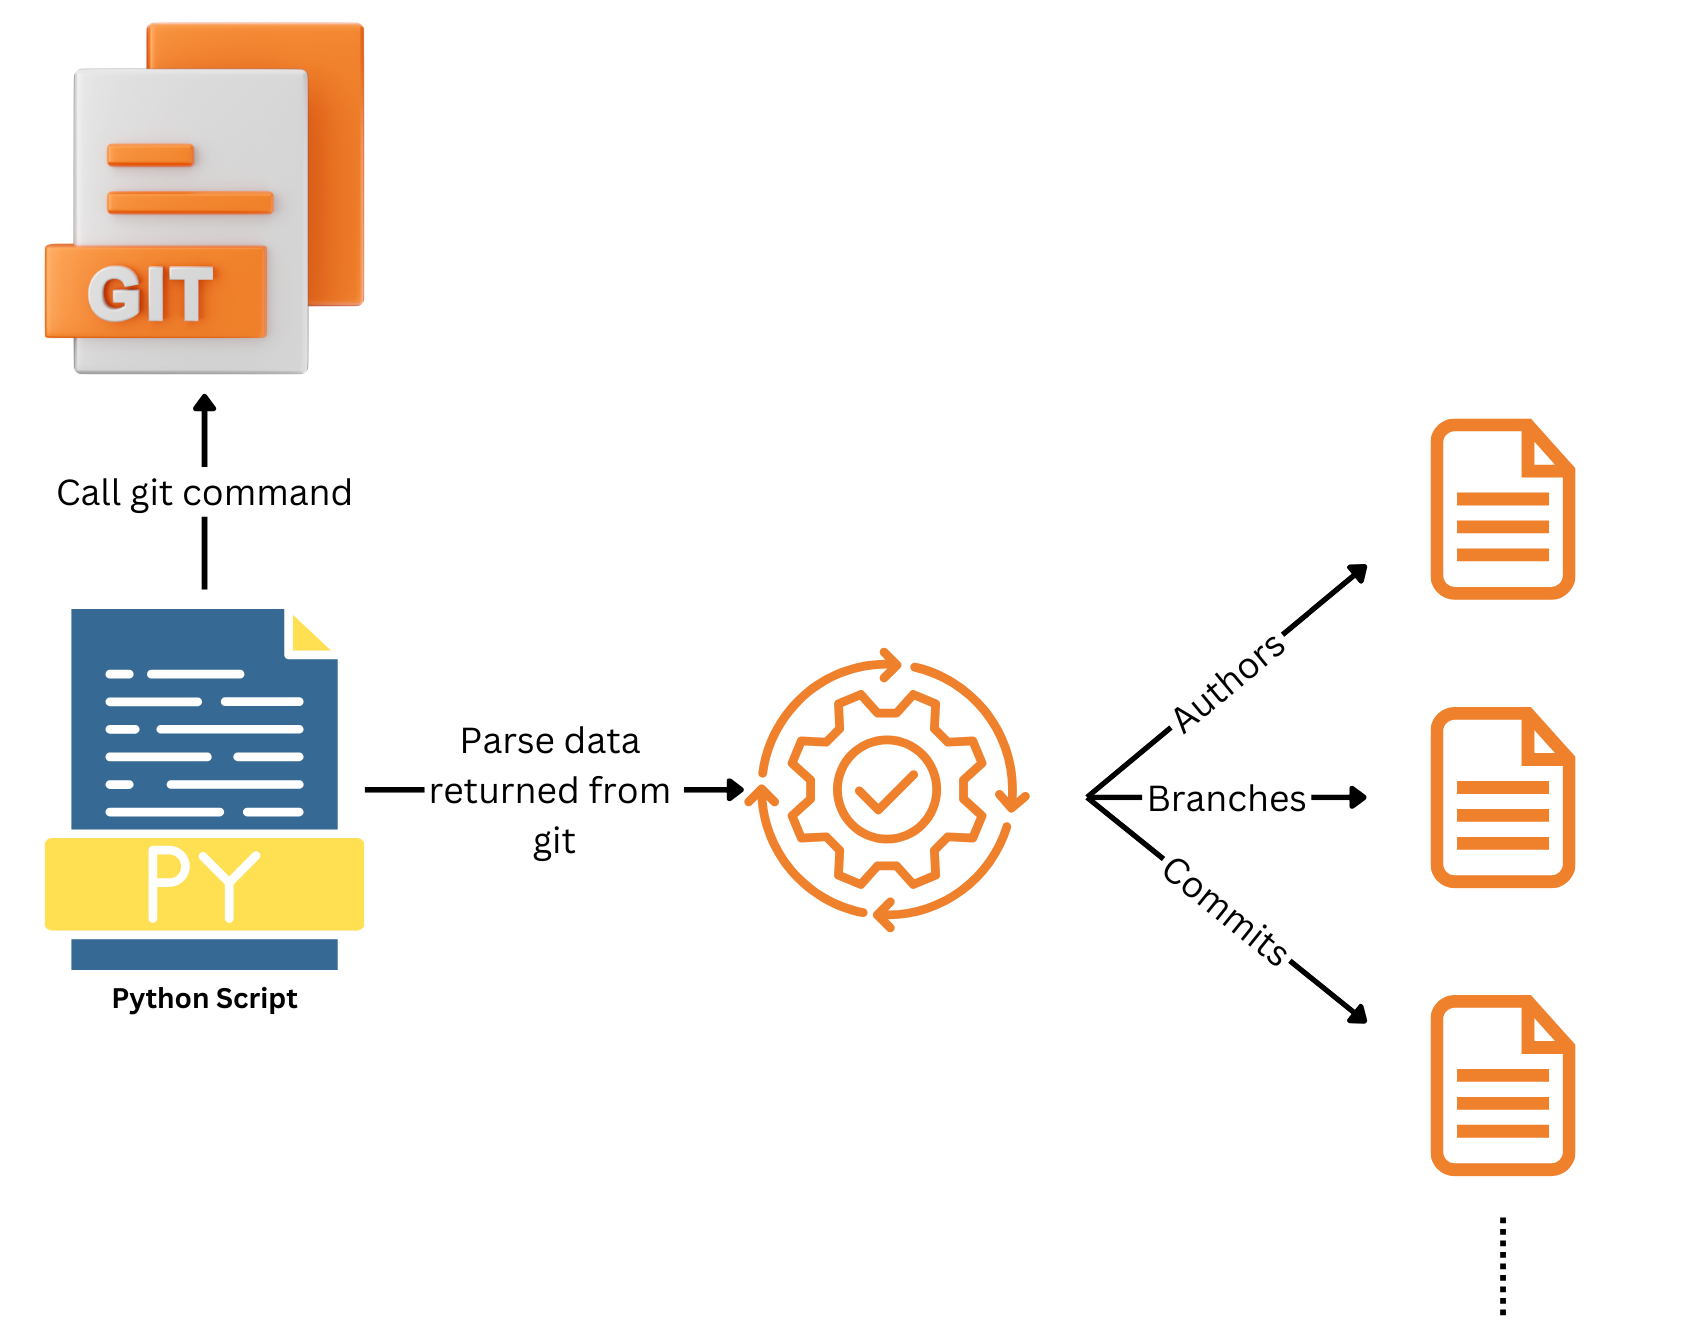 GIT
Call git command
PY
Python Script
Parse data
returned from
git
Authors
Branches
Commits